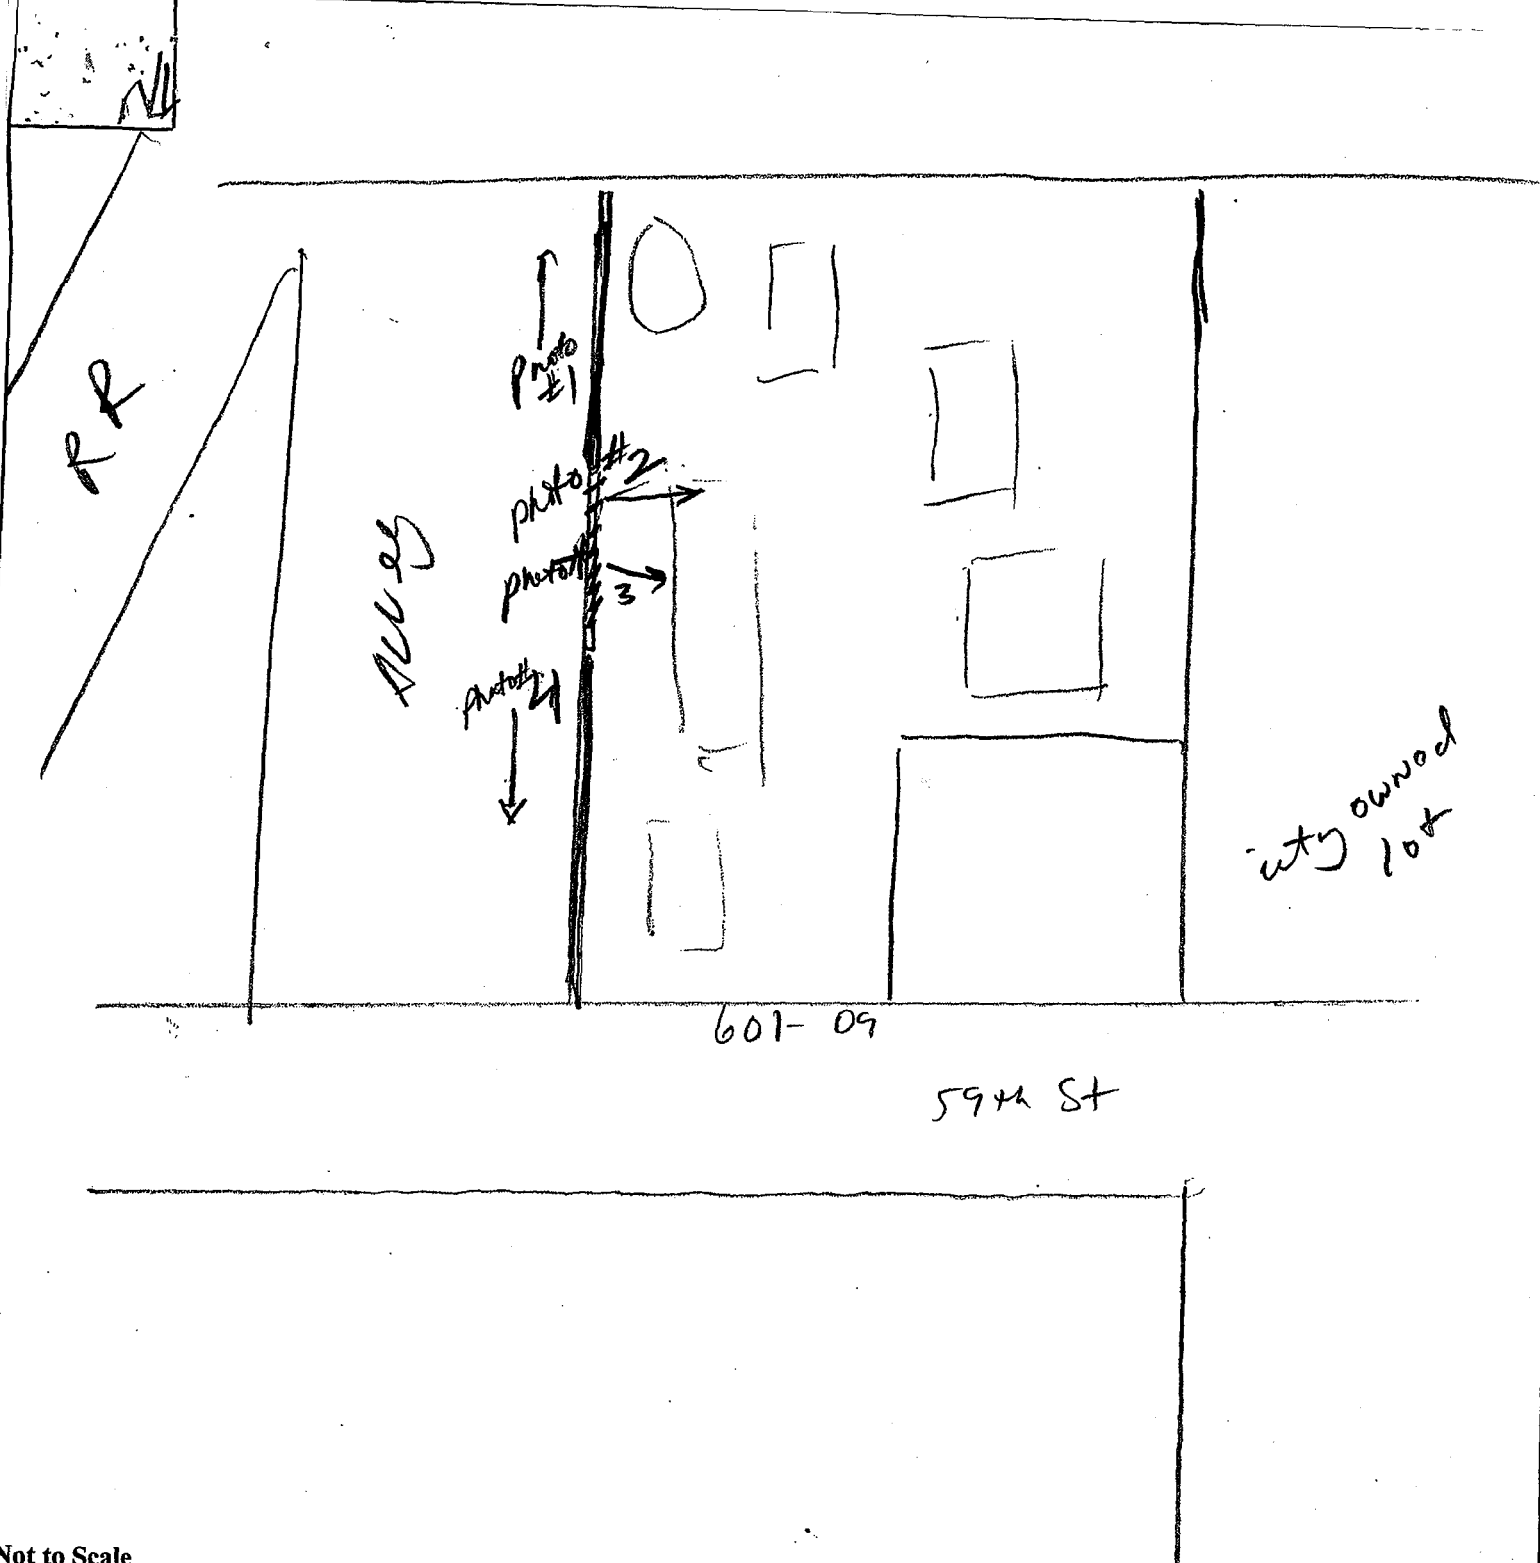 N
Photo
#1
RR
photo #2
photo #
3
Alley
photo#4
city owned
lot
601-09
59th St
Not to Scale